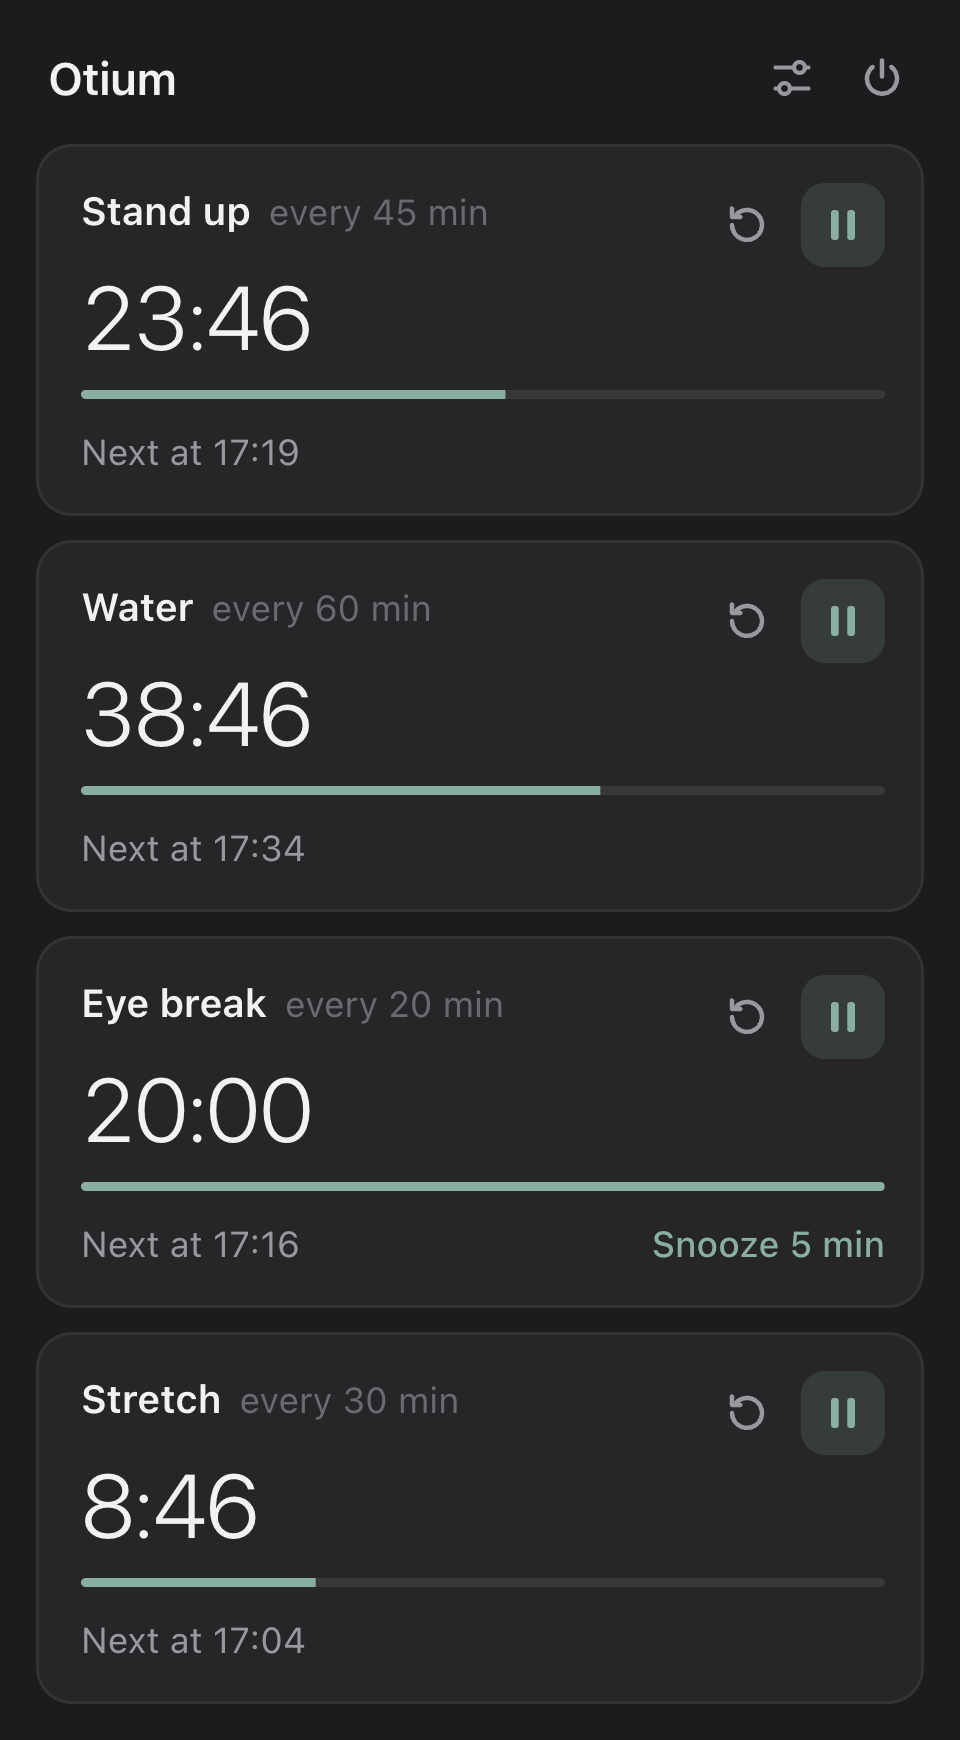 Otium
Stand up every 45 min
23:46
Next at 17:19
Water every 60 min
38:46
Next at 17:34
Eye break every 20 min
20:00
Next at 17:16 Snooze 5 min
Stretch every 30 min
8:46
Next at 17:04